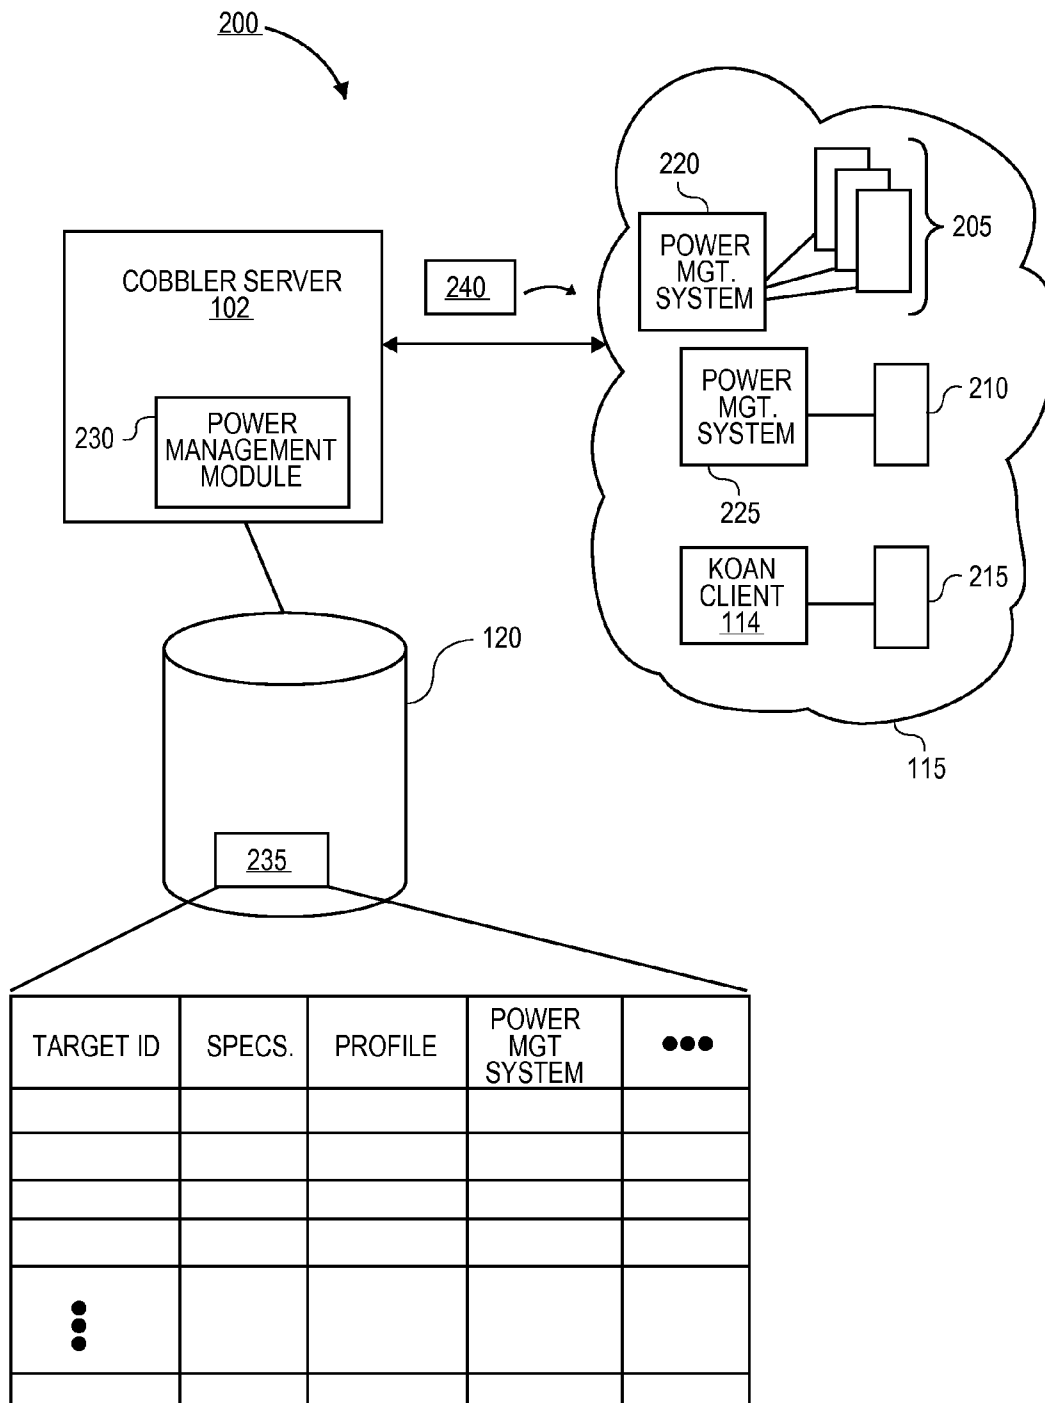 200
COBBLER SERVER
102
230
POWER
MANAGEMENT
MODULE
240
220
POWER
MGT.
SYSTEM
205
POWER
MGT.
SYSTEM
210
225
KOAN
CLIENT
114
215
115
120
235
TARGET ID
SPECS.
PROFILE
POWER
MGT
SYSTEM